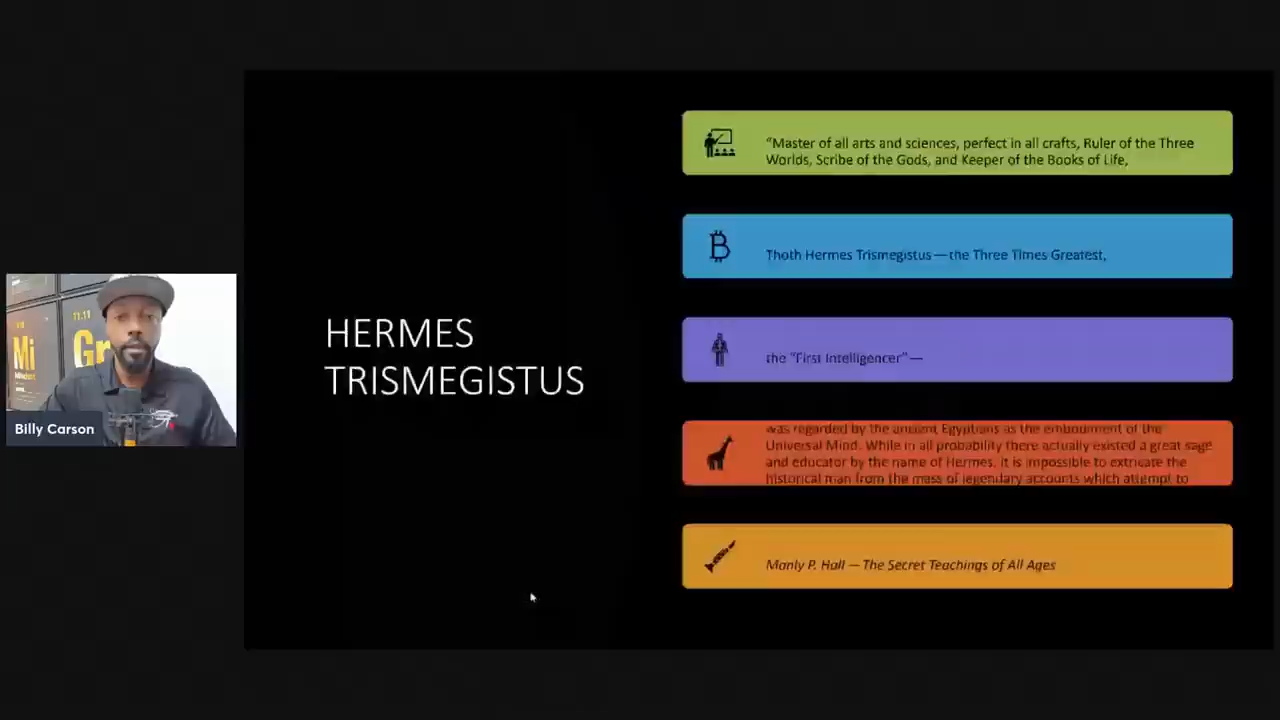 Mi
11.11
Gr
Billy Carson
HERMES
TRISMEGISTUS
“Master of all arts and sciences, perfect in all crafts, Ruler of the Three
Worlds, Scribe of the Gods, and Keeper of the Books of Life,
Thoth Hermes Trismegistus — the Three Times Greatest,
the “First Intelligencer” —
was regarded by the ancient Egyptians as the embodiment of the
Universal Mind. While in all probability there actually existed a great sage
and educator by the name of Hermes, it is impossible to extricate the
historical man from the mass of legendary accounts which attempt to
Manly P. Hall — The Secret Teachings of All Ages